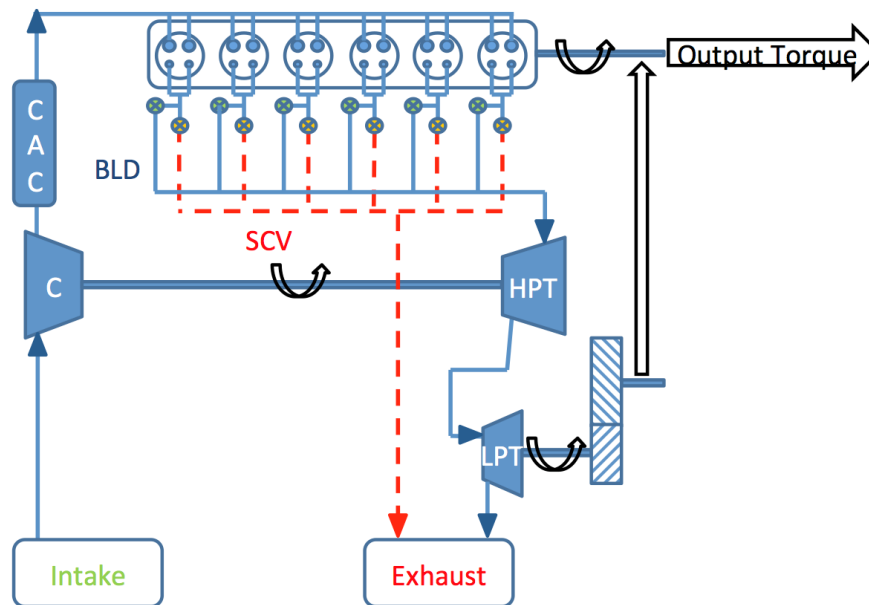 Output Torque
C
A
C
BLD
SCV
C
HPT
LPT
Intake
Exhaust